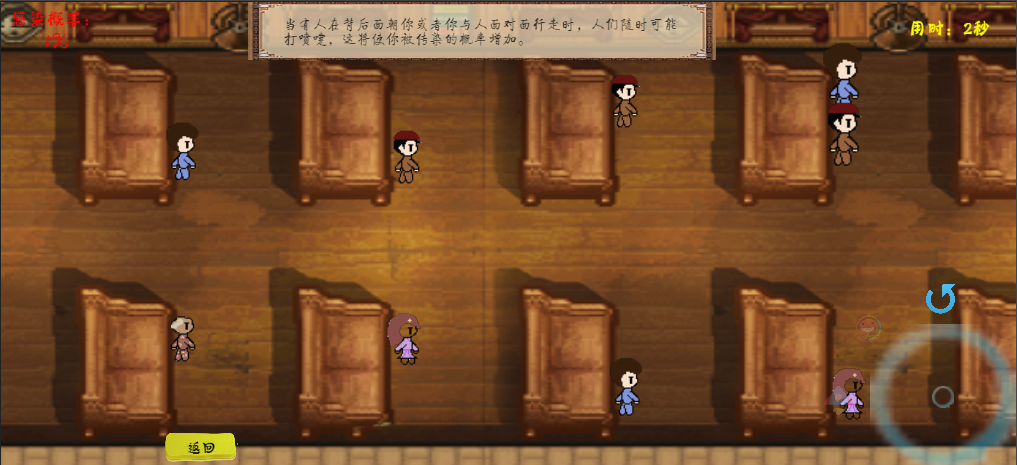 感染概率:
1%
当有人在背后面朝你或者你与人面对面行走时，人们随时可能
打喷嚏，这将使你被传染的概率增加。
用时：2秒
返回